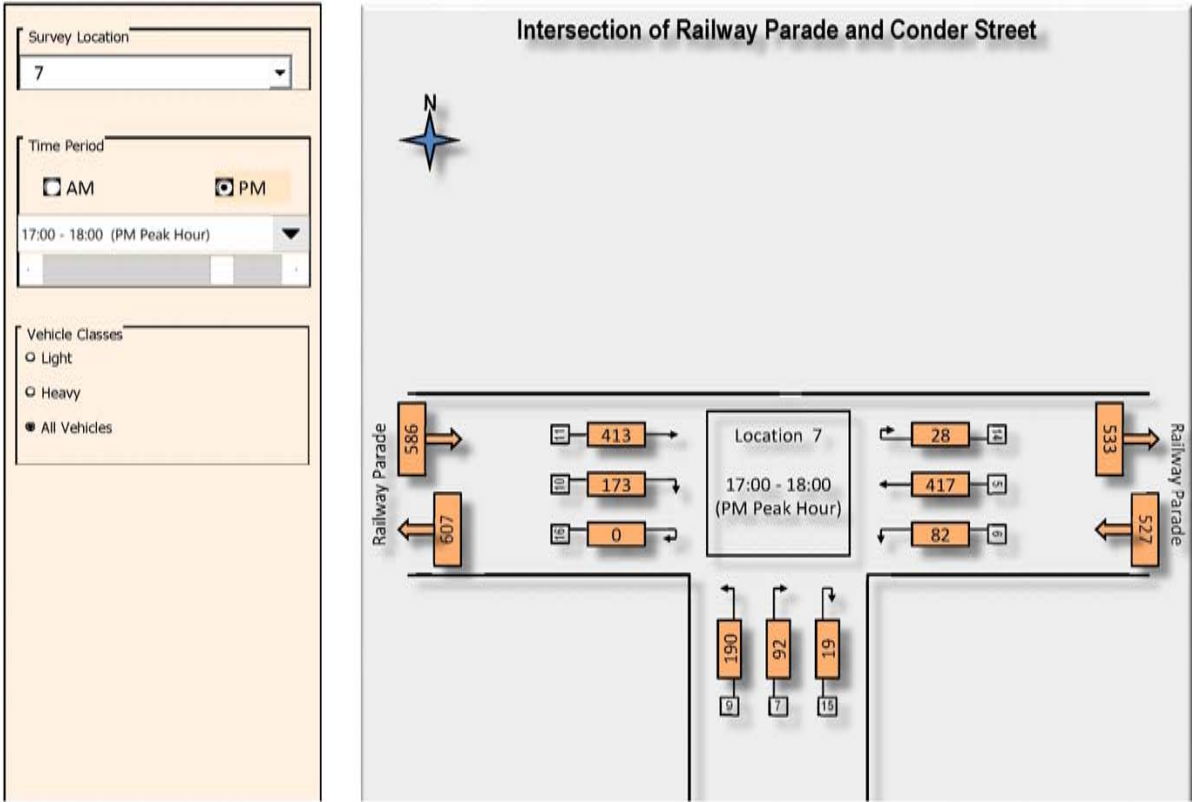 Survey Location
7
Time Period
AM
PM
17:00 - 18:00 (PM Peak Hour)
Vehicle Classes
Light
Heavy
All Vehicles
Intersection of Railway Parade and Conder Street
N
Railway Parade
586
607
11
413
10
173
16
0
Location 7
17:00 - 18:00
(PM Peak Hour)
28
14
417
5
82
6
533
527
Railway Parade
190
92
19
9
7
15